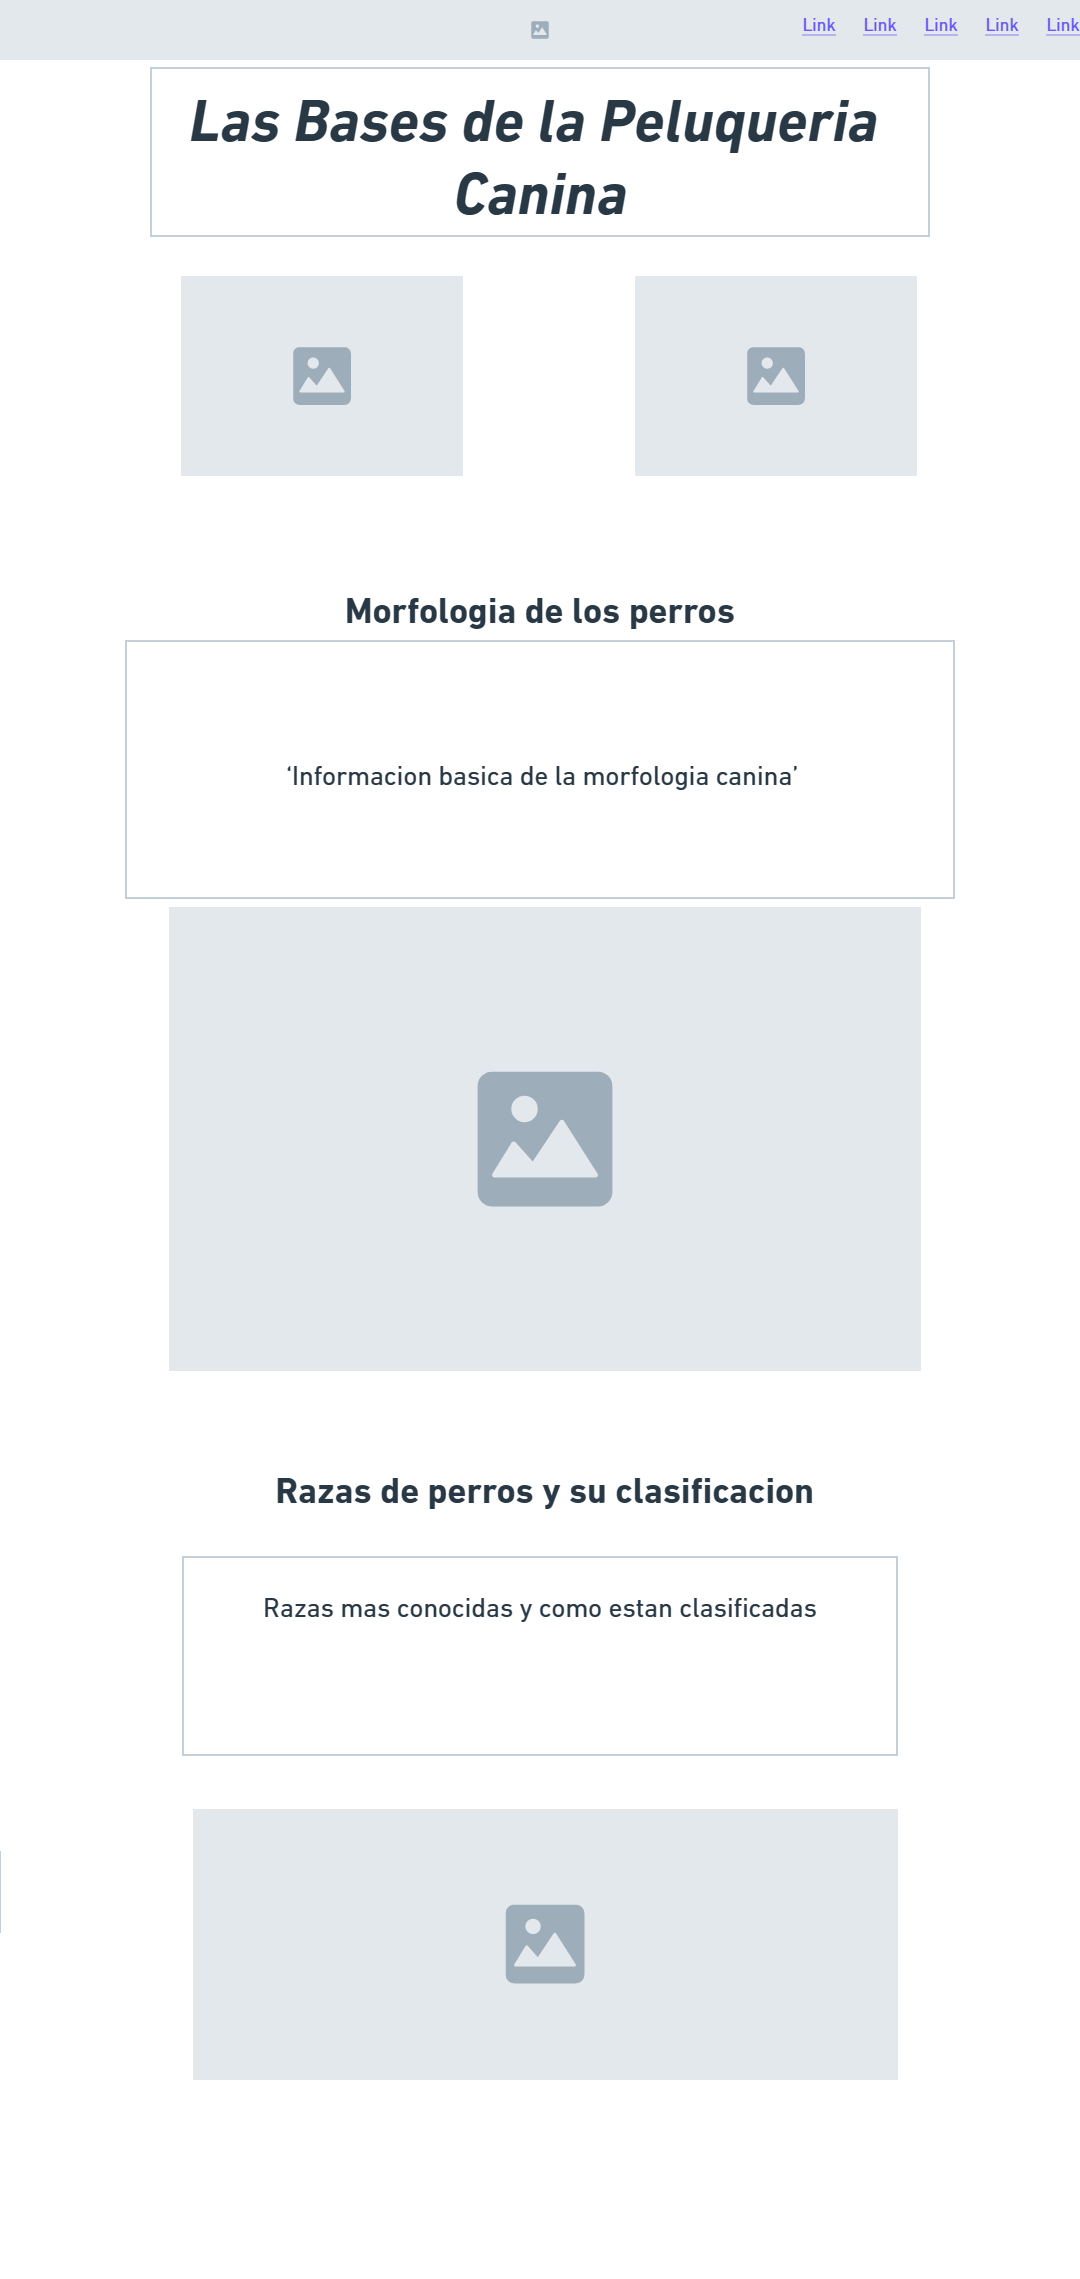 Link Link Link Link Link
Las Bases de la Peluqueria
Canina
Morfologia de los perros
‘Informacion basica de la morfologia canina’
Razas de perros y su clasificacion
Razas mas conocidas y como estan clasificadas